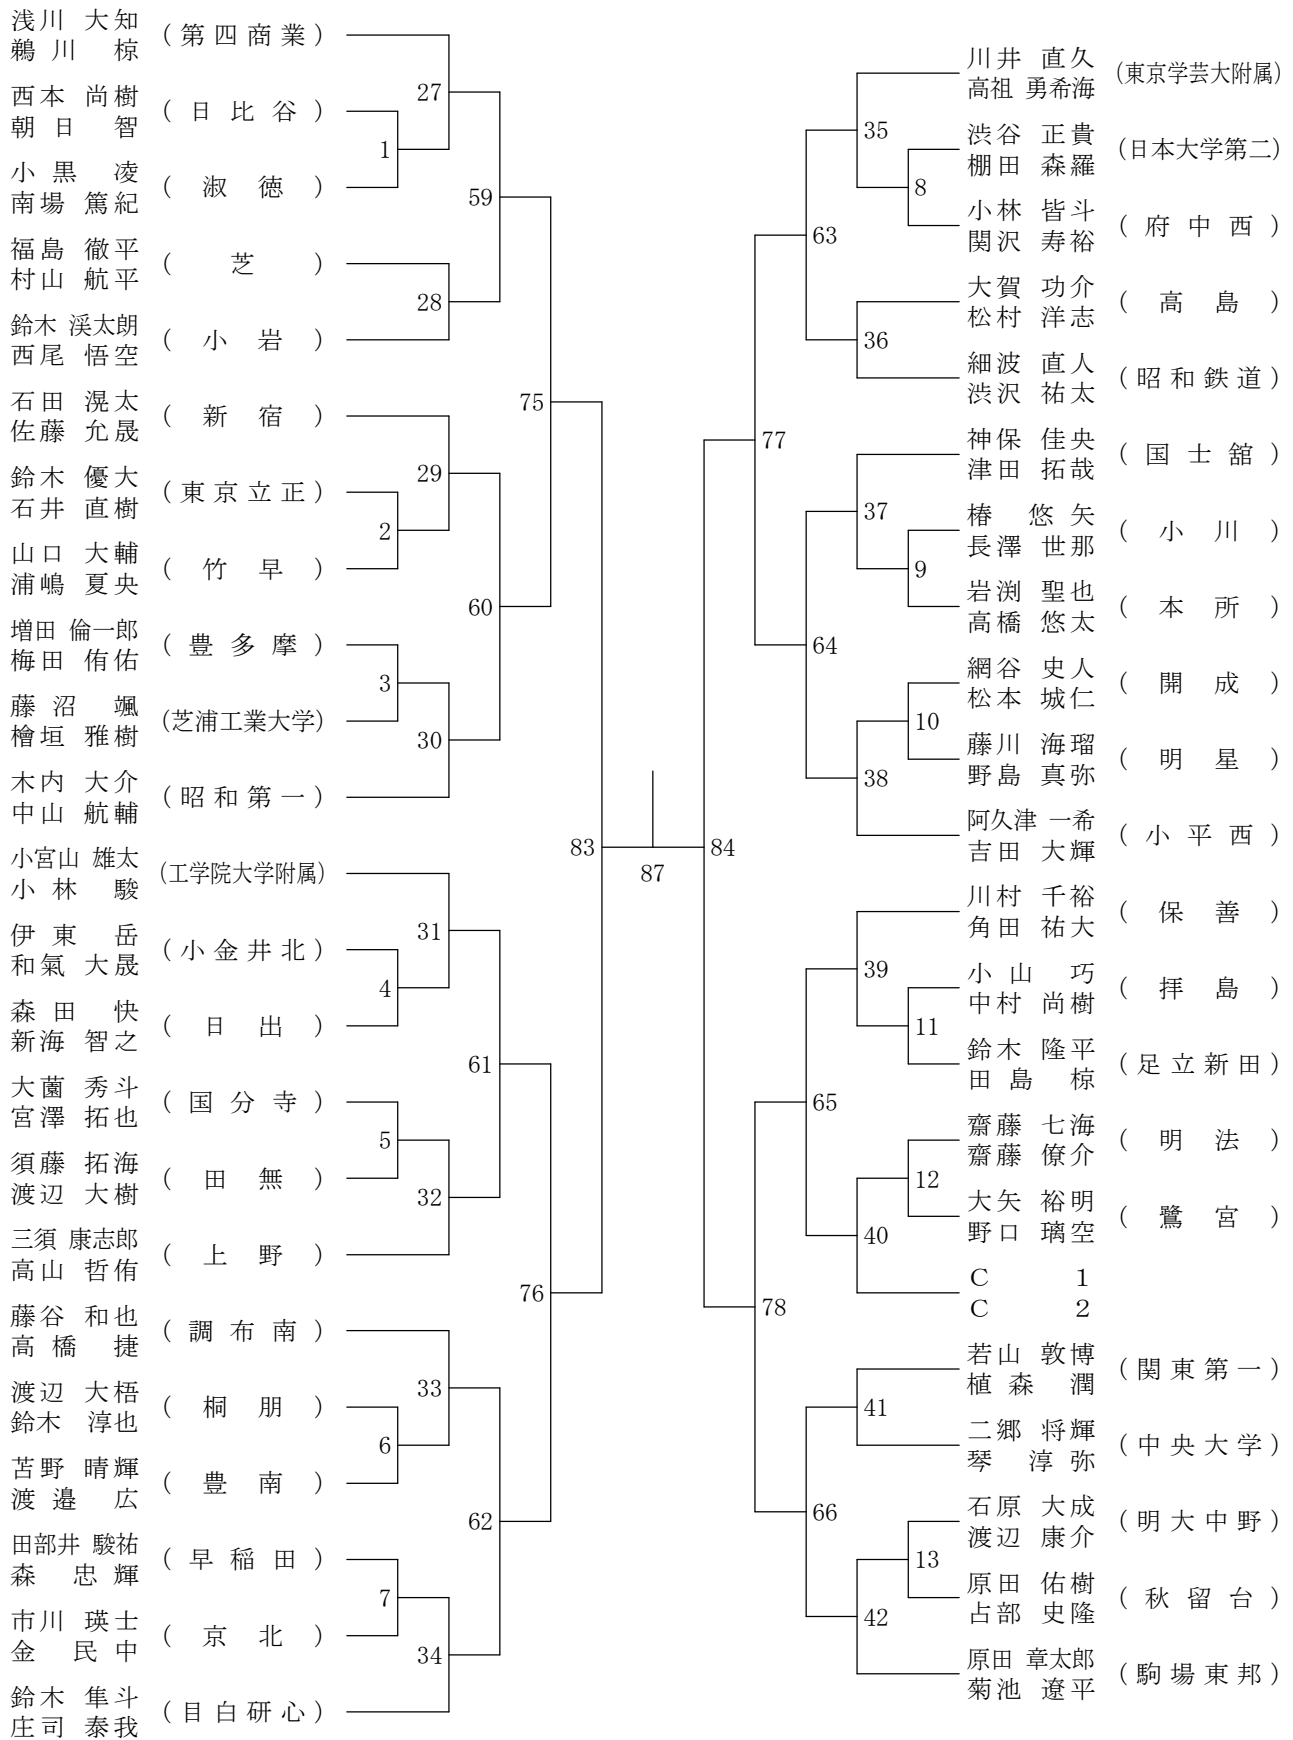 浅川 大知
鵜川 椋
(第四商業)
西本 尚樹
朝日 智
(日比谷)
小黒 凌
南場 篤紀
(淑徳)
福島 徹平
村山 航平
(芝)
鈴木 渓太朗
西尾 悟空
(小岩)
石田 滉太
佐藤 允晟
(新宿)
鈴木 優大
石井 直樹
(東京立正)
山口 大輔
浦嶋 夏央
(竹早)
増田 倫一郎
梅田 侑佑
(豊多摩)
藤沼 颯
檜垣 雅樹
(芝浦工業大学)
木内 大介
中山 航輔
(昭和第一)
小宮山 雄太
小林 駿
(工学院大学附属)
伊東 岳
和氣 大晟
(小金井北)
森田 快
新海 智之
(日出)
大薗 秀斗
宮澤 拓也
(国分寺)
須藤 拓海
渡辺 大樹
(田無)
三須 康志郎
高山 哲侑
(上野)
藤谷 和也
高橋 捷
(調布南)
渡辺 大梧
鈴木 淳也
(桐朋)
苫野 晴輝
渡邉 広
(豊南)
田部井 駿祐
森 忠輝
(早稲田)
市川 瑛士
金 民中
(京北)
鈴木 隼斗
庄司 泰我
(目白研心)
1
2
3
4
5
6
7
27
28
29
30
31
32
33
34
59
60
61
62
75
76
83
87
84
77
78
63
64
65
66
35
36
37
38
39
40
41
42
8
9
10
11
12
13
川井 直久
高祖 勇希海
(東京学芸大附属)
渋谷 正貴
棚田 森羅
(日本大学第二)
小林 皆斗
関沢 寿裕
(府中西)
大賀 功介
松村 洋志
(高島)
細波 直人
渋沢 祐太
(昭和鉄道)
神保 佳央
津田 拓哉
(国士舘)
椿 悠矢
長澤 世那
(小川)
岩渕 聖也
高橋 悠太
(本所)
網谷 史人
松本 城仁
(開成)
藤川 海瑠
野島 真弥
(明星)
阿久津 一希
吉田 大輝
(小平西)
川村 千裕
角田 祐大
(保善)
小山 巧
中村 尚樹
(拝島)
鈴木 隆平
田島 椋
(足立新田)
齋藤 七海
齋藤 僚介
(明法)
大矢 裕明
野口 璃空
(鷺宮)
C 1
C 2
若山 敦博
植森 潤
(関東第一)
二郷 将輝
琴 淳弥
(中央大学)
石原 大成
渡辺 康介
(明大中野)
原田 佑樹
占部 史隆
(秋留台)
原田 章太郎
菊池 遼平
(駒場東邦)